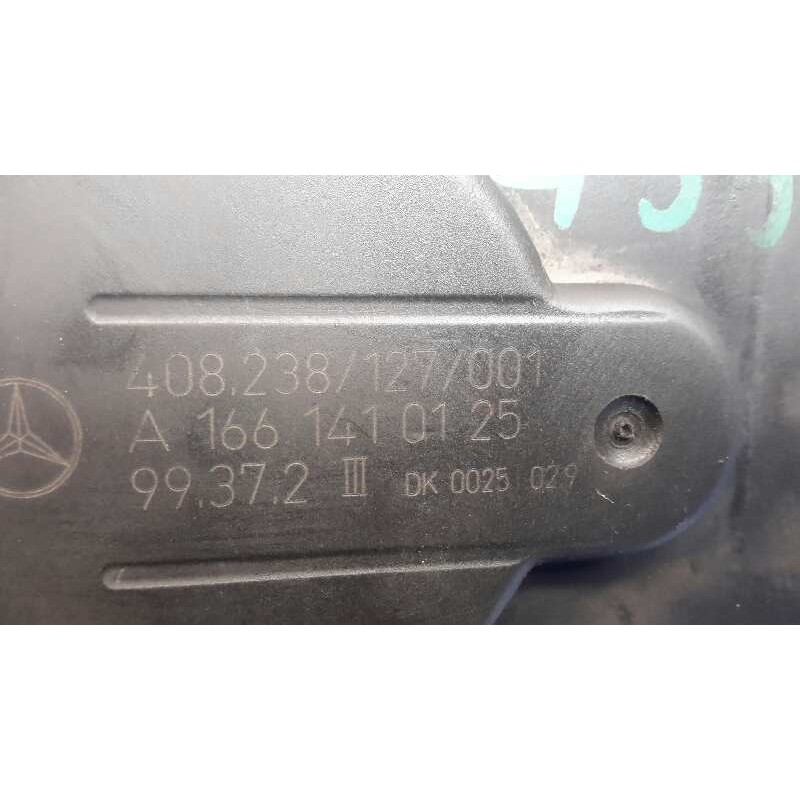 408.238/127/001
A 166 141 01 25
99.37.2 III DK 0025 029